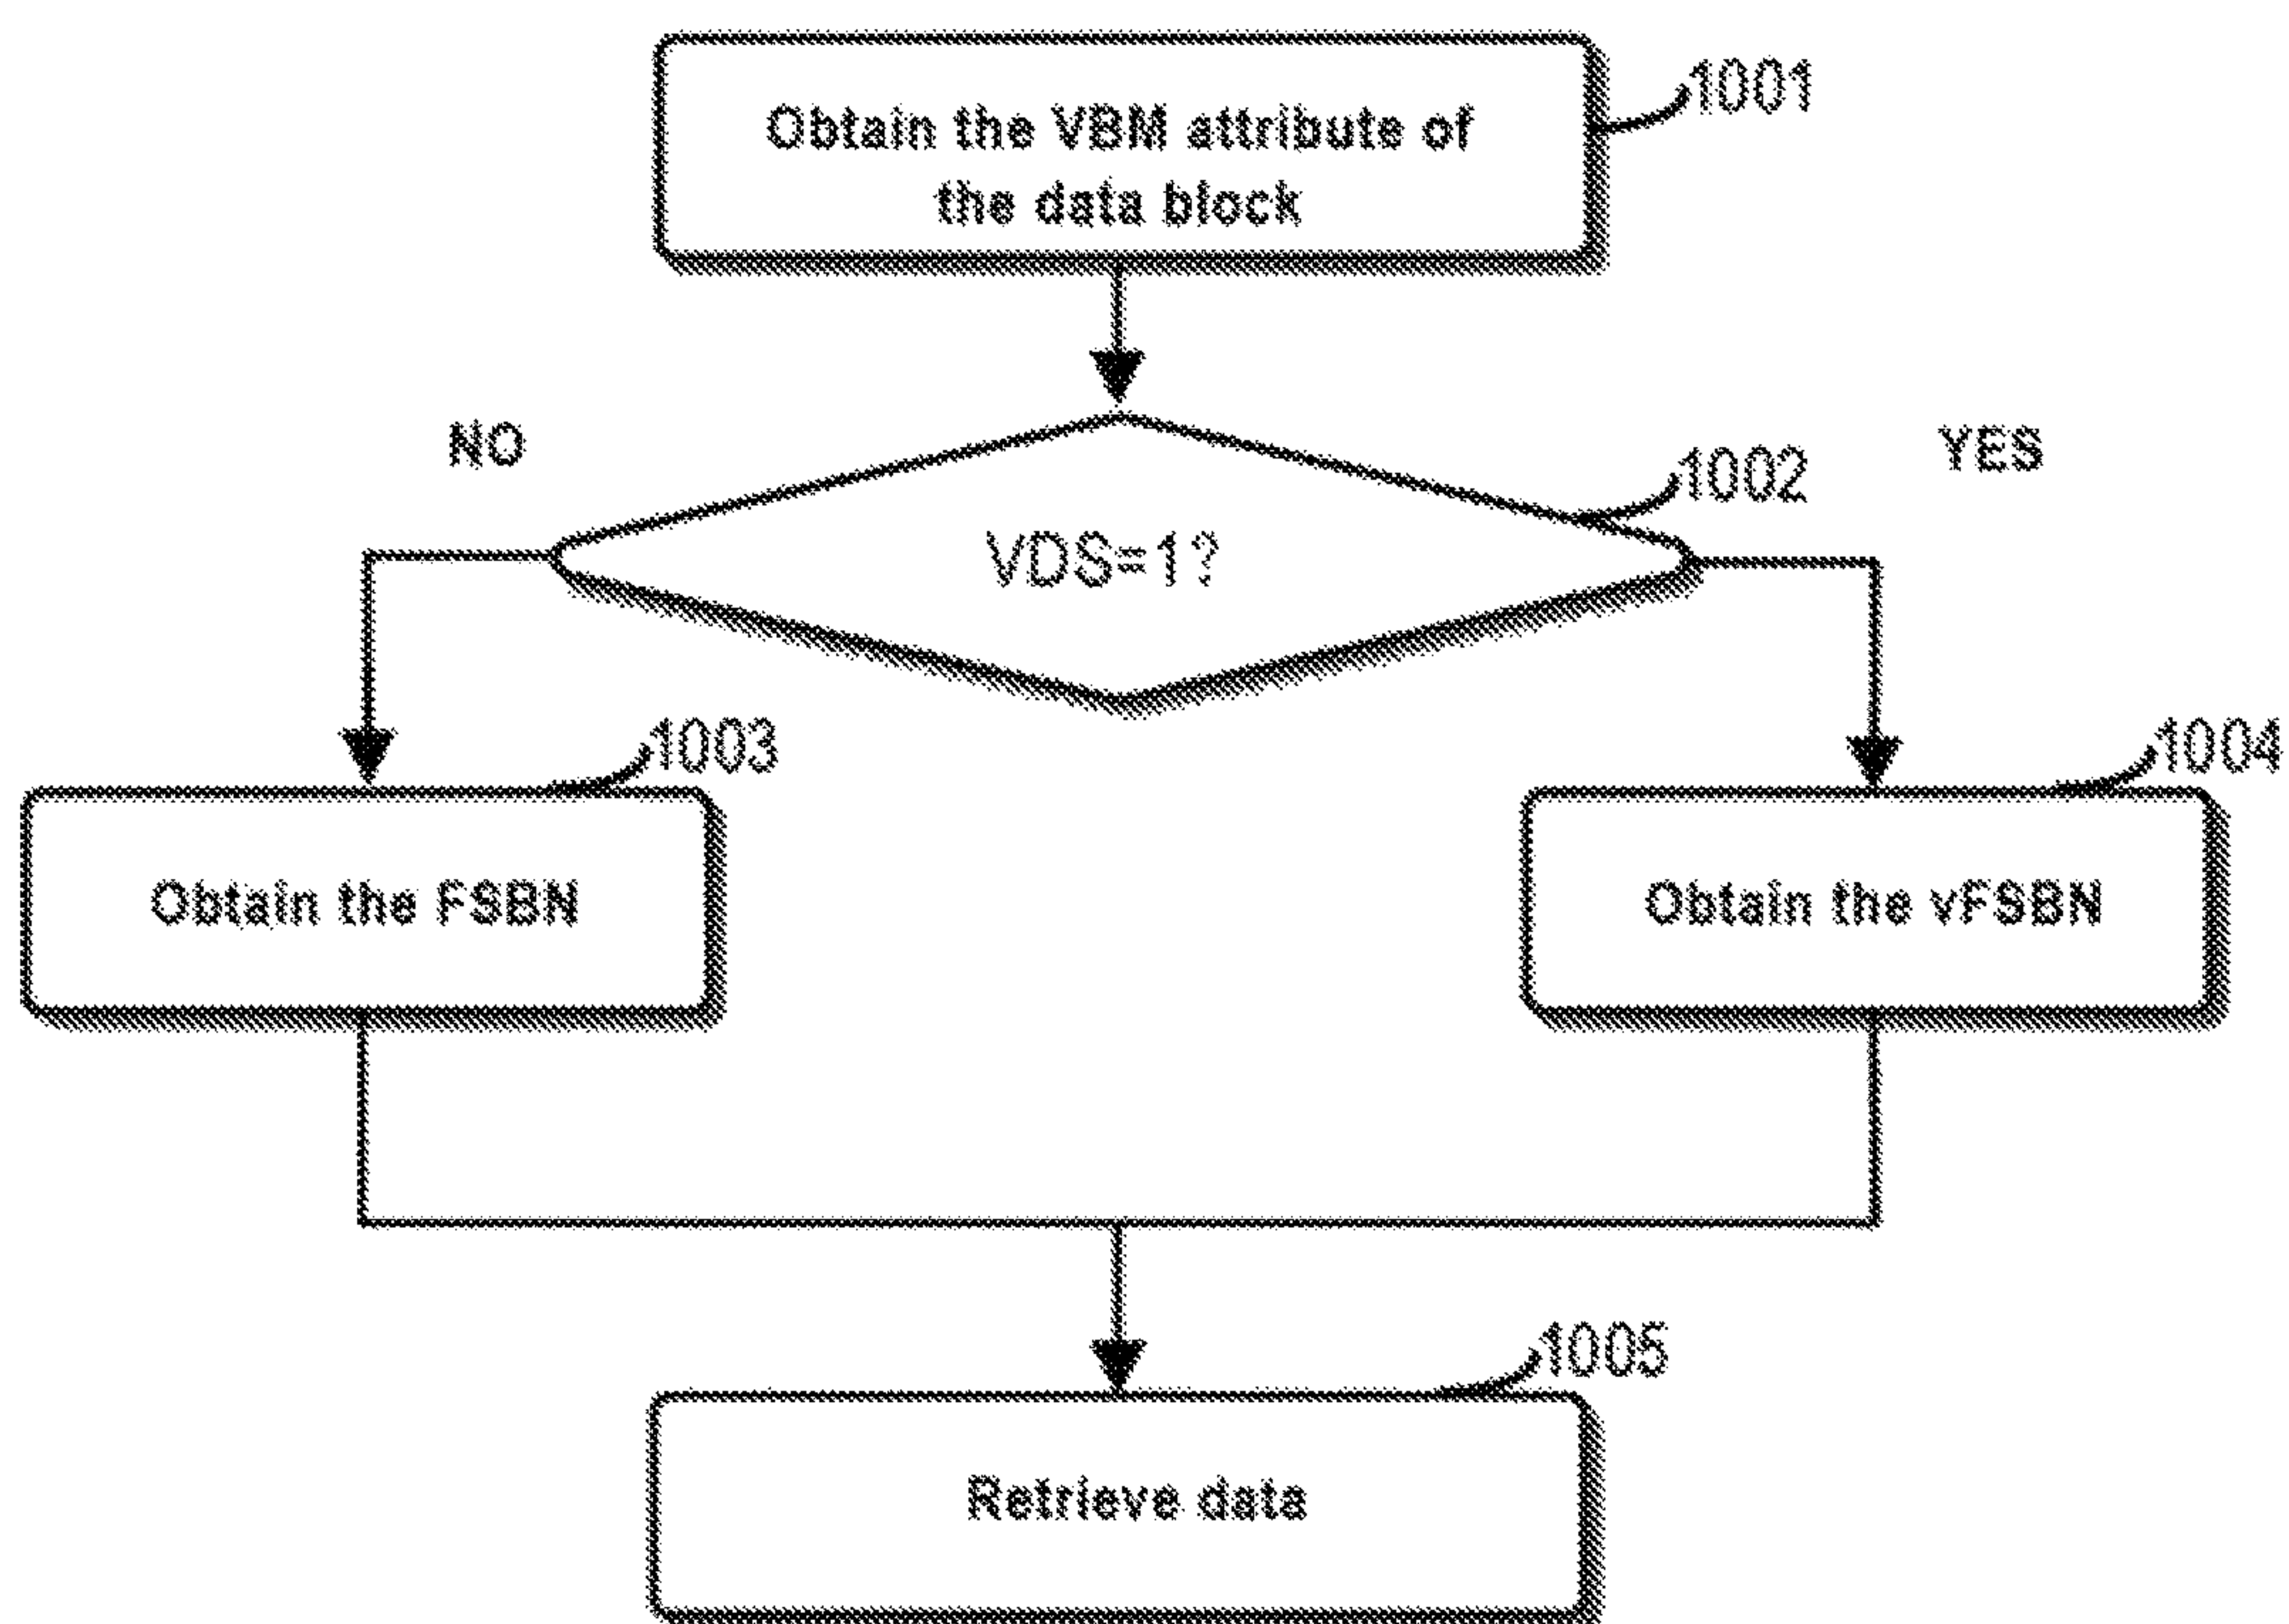 Obtain the VBM attribute of
the data block
1001
NO
YES
1002
VDS=1?
1003
1004
Obtain the FSBN
Obtain the vFSBN
1005
Retrieve data